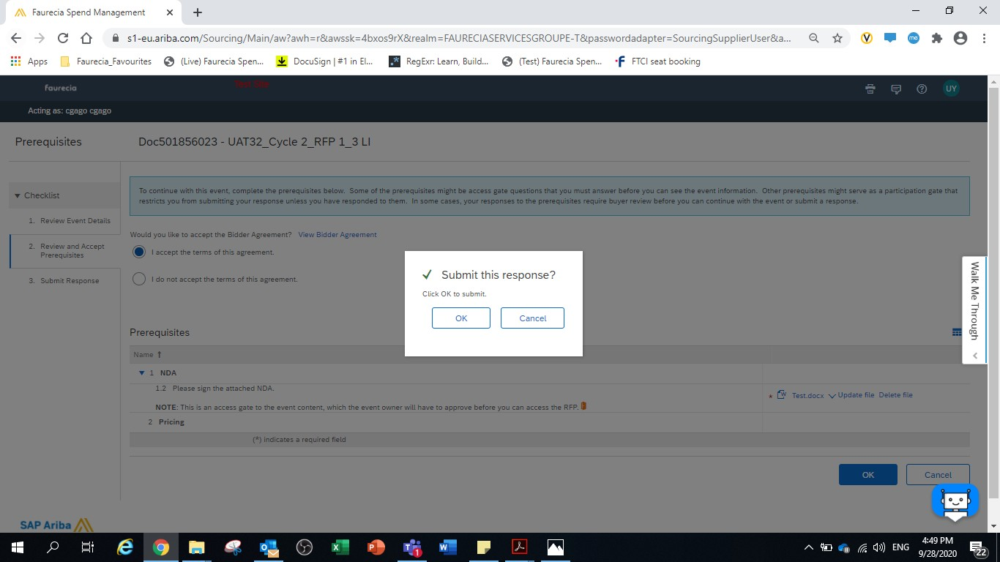 Faurecia Spend Management
s1-eu.ariba.com/Sourcing/Main/aw?awh=r&awssk=4bxos9rX&realm=FAURECIASERVICESGROUPE-T&passwordadapter=SourcingSupplierUser&a...
Apps Faurecia_Favourites (Live) Faurecia Spen... DocuSign | #1 in El... RegExr: Learn, Build... (Test) Faurecia Spen... FTCI seat booking
faurecia Test Site UY
Acting as: cgago cgago
Prerequisites Doc501856023 - UAT32_Cycle 2_RFP 1_3 LI
To continue with this event, complete the prerequisites below. Some of the prerequisites might be access gate questions that you must answer before you can see the event information. Other prerequisites might serve as a participation gate that
restricts you from submitting your response unless you have responded to them. In some cases, your responses to the prerequisites require buyer review before you can continue with the event or submit a response.
Checklist
1. Review Event Details
2. Review and Accept
Prerequisites
3. Submit Response
Would you like to accept the Bidder Agreement? View Bidder Agreement
I accept the terms of this agreement.
I do not accept the terms of this agreement.
Submit this response?
Click OK to submit.
OK Cancel
Walk Me Through
Prerequisites
Name ↑
1 NDA
1.2 Please sign the attached NDA.
NOTE: This is an access gate to the event content, which the event owner will have to approve before you can access the RFP.
* Test.docx Update file Delete file
2 Pricing
(*) indicates a required field
OK Cancel
SAP Ariba
ENG
4:49 PM
9/28/2020
1
22